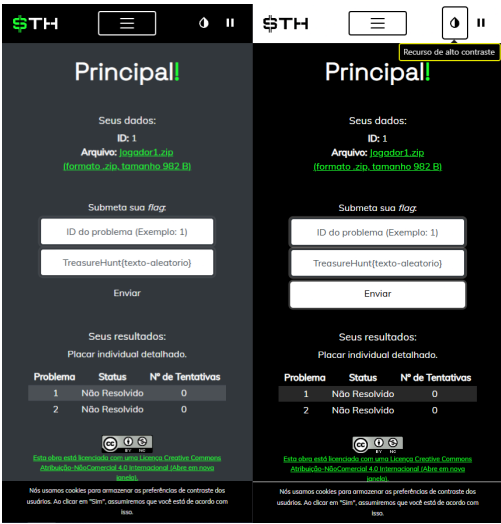 $TH
Principal!
Seus dados:
ID: 1
Arquivo: Jogador1.zip
(formato .zip, tamanho 982 B)
Submeta sua flag:
ID do problema (Exemplo: 1)
TreasureHunt{texto-aleatorio}
Enviar
Seus resultados:
Placar individual detalhado.
Problema Status Nº de Tentativas
1 Não Resolvido 0
2 Não Resolvido 0
cc BY NC
Esta obra está licenciada com uma Licença Creative Commons
Atribuição-NãoComercial 4.0 Internacional (Abre em nova
janela).
Nós usamos cookies para armazenar as preferências de contraste dos
usuários. Ao clicar em "Sim", assumiremos que você está de acordo com
isso.
$TH
Recurso de alto contraste
Principal!
Seus dados:
ID: 1
Arquivo: Jogador1.zip
(formato .zip, tamanho 982 B)
Submeta sua flag:
ID do problema (Exemplo: 1)
TreasureHunt{texto-aleatorio}
Enviar
Seus resultados:
Placar individual detalhado.
Problema Status Nº de Tentativas
1 Não Resolvido 0
2 Não Resolvido 0
cc BY NC
Esta obra está licenciada com uma Licença Creative Commons
Atribuição-NãoComercial 4.0 Internacional (Abre em nova
janela).
Nós usamos cookies para armazenar as preferências de contraste dos
usuários. Ao clicar em "Sim", assumiremos que você está de acordo com
isso.